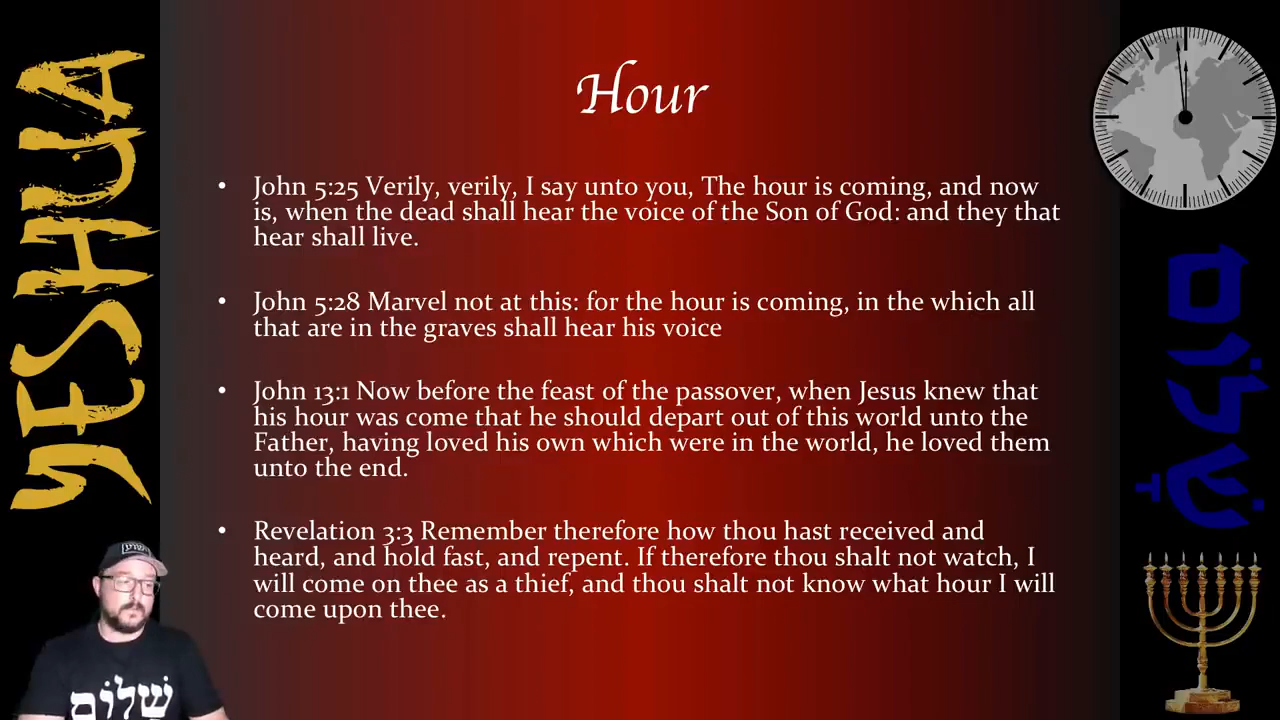 YESHUA
Hour
• John 5:25 Verily, verily, I say unto you, The hour is coming, and now
is, when the dead shall hear the voice of the Son of God: and they that
hear shall live.
• John 5:28 Marvel not at this: for the hour is coming, in the which all
that are in the graves shall hear his voice
• John 13:1 Now before the feast of the passover, when Jesus knew that
his hour was come that he should depart out of this world unto the
Father, having loved his own which were in the world, he loved them
unto the end.
• Revelation 3:3 Remember therefore how thou hast received and
heard, and hold fast, and repent. If therefore thou shalt not watch, I
will come on thee as a thief, and thou shalt not know what hour I will
come upon thee.
שָׁלוֹם
שָׁלוֹם